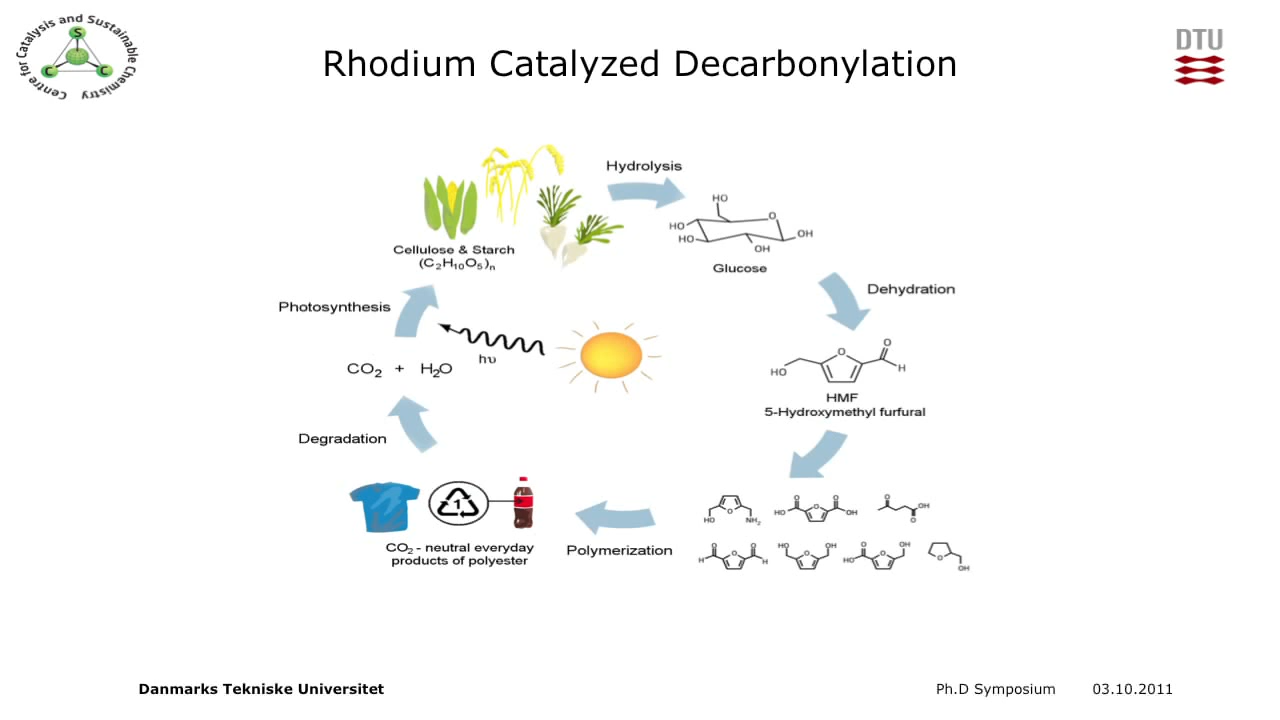 Centre for Catalysis and Sustainable Chemistry
S
C
C
DTU
Rhodium Catalyzed Decarbonylation
Hydrolysis
HO
O
HO
HO
OH
OH
Glucose
Cellulose & Starch
(C₂H₁₀O₅)ₙ
Photosynthesis
Dehydration
hυ
CO₂ + H₂O
O
O
HO
H
HMF
5-Hydroxymethyl furfural
Degradation
1
O
HO
NH₂
O
O
HO
O
OH
O
OH
O
CO₂ - neutral everyday
products of polyester
Polymerization
O
O
H
O
H
HO
OH
O
O
OH
HO
O
O
OH
Danmarks Tekniske Universitet
Ph.D Symposium
03.10.2011